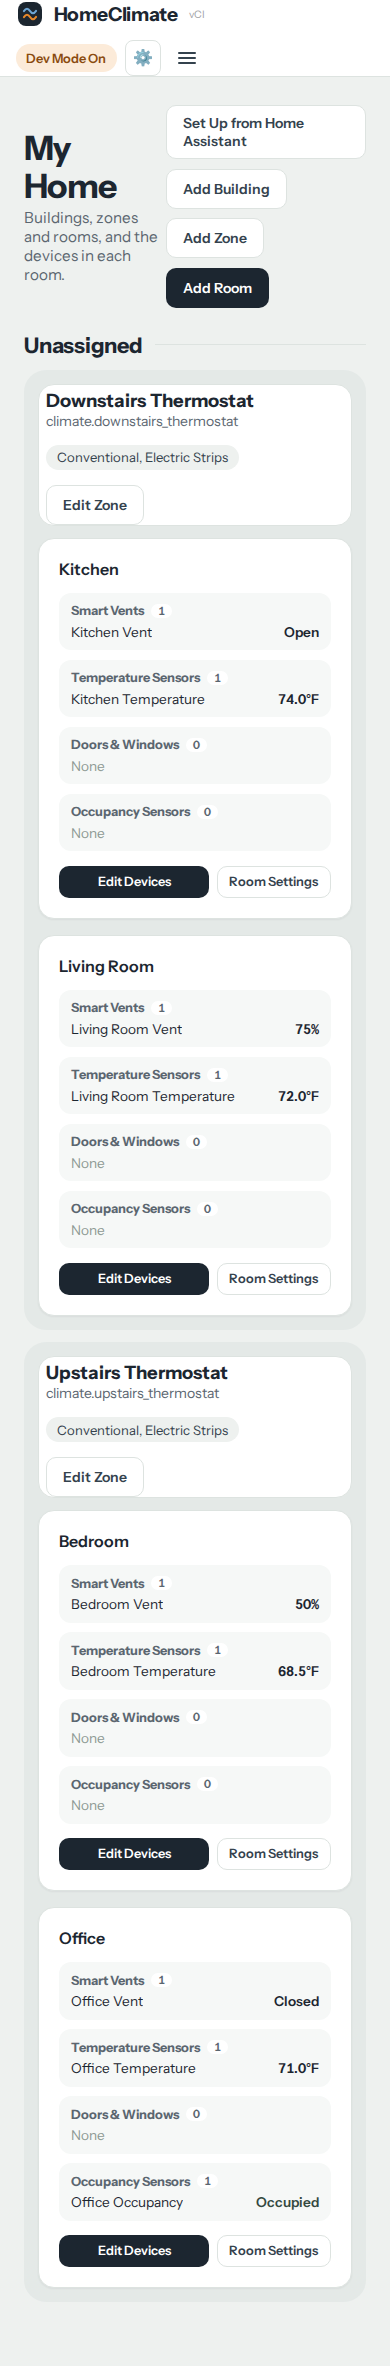 HomeClimate vCI
Dev Mode On
My
Home
Buildings, zones
and rooms, and the
devices in each
room.
Set Up from Home
Assistant
Add Building
Add Zone
Add Room
Unassigned
Downstairs Thermostat
climate.downstairs_thermostat
Conventional, Electric Strips
Edit Zone
Kitchen
Smart Vents 1
Kitchen Vent Open
Temperature Sensors 1
Kitchen Temperature 74.0°F
Doors & Windows 0
None
Occupancy Sensors 0
None
Edit Devices Room Settings
Living Room
Smart Vents 1
Living Room Vent 75%
Temperature Sensors 1
Living Room Temperature 72.0°F
Doors & Windows 0
None
Occupancy Sensors 0
None
Edit Devices Room Settings
Upstairs Thermostat
climate.upstairs_thermostat
Conventional, Electric Strips
Edit Zone
Bedroom
Smart Vents 1
Bedroom Vent 50%
Temperature Sensors 1
Bedroom Temperature 68.5°F
Doors & Windows 0
None
Occupancy Sensors 0
None
Edit Devices Room Settings
Office
Smart Vents 1
Office Vent Closed
Temperature Sensors 1
Office Temperature 71.0°F
Doors & Windows 0
None
Occupancy Sensors 1
Office Occupancy Occupied
Edit Devices Room Settings